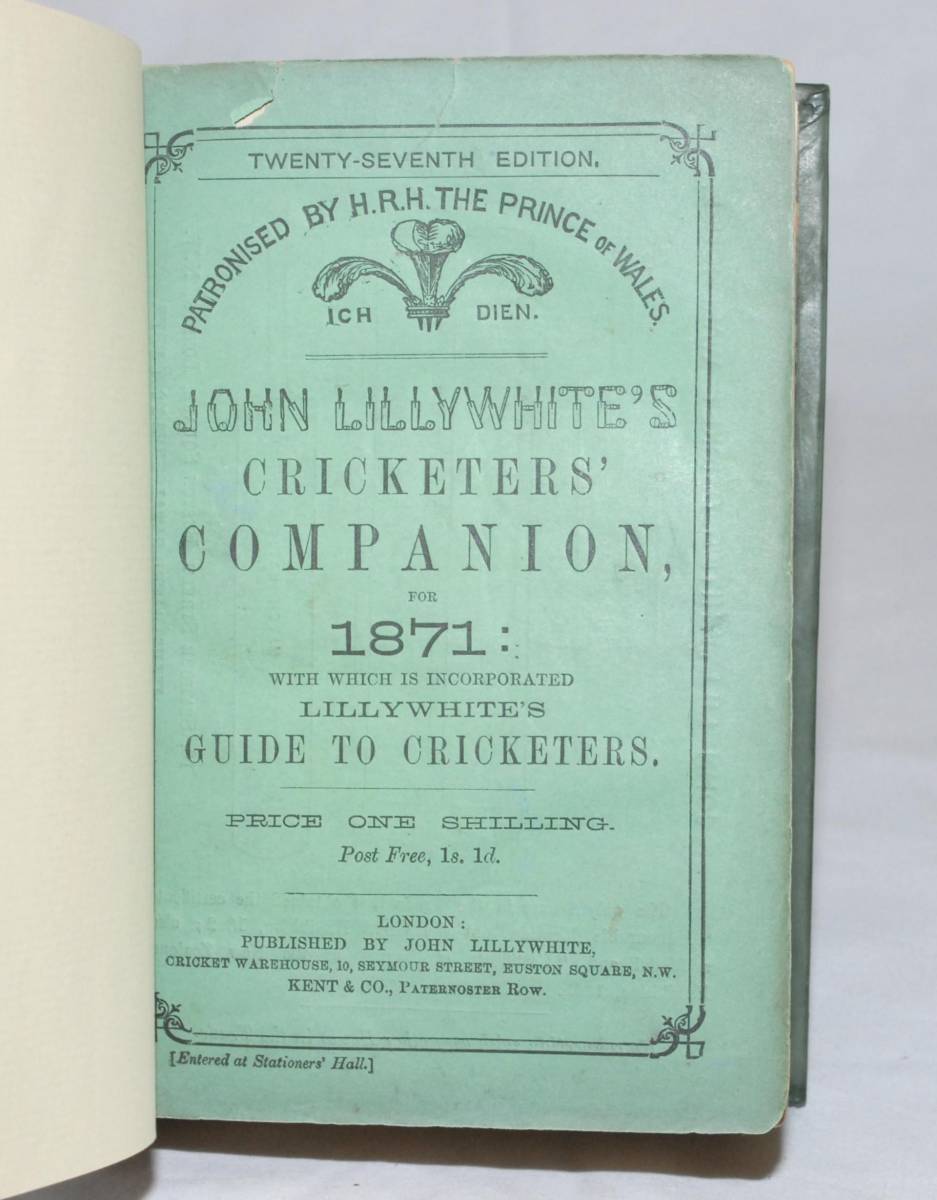 TWENTY-SEVENTH EDITION.
PATRONISED BY H.R.H. THE PRINCE OF WALES.
ICH DIEN.
JOHN LILLYWHITE'S
CRICKETERS'
COMPANION,
FOR
1871:
WITH WHICH IS INCORPORATED
LILLYWHITE'S
GUIDE TO CRICKETERS.
PRICE ONE SHILLING.
Post Free, 1s. 1d.
LONDON:
PUBLISHED BY JOHN LILLYWHITE,
CRICKET WAREHOUSE, 10, SEYMOUR STREET, EUSTON SQUARE, N.W.
KENT & CO., PATERNOSTER ROW.
[Entered at Stationers' Hall.]